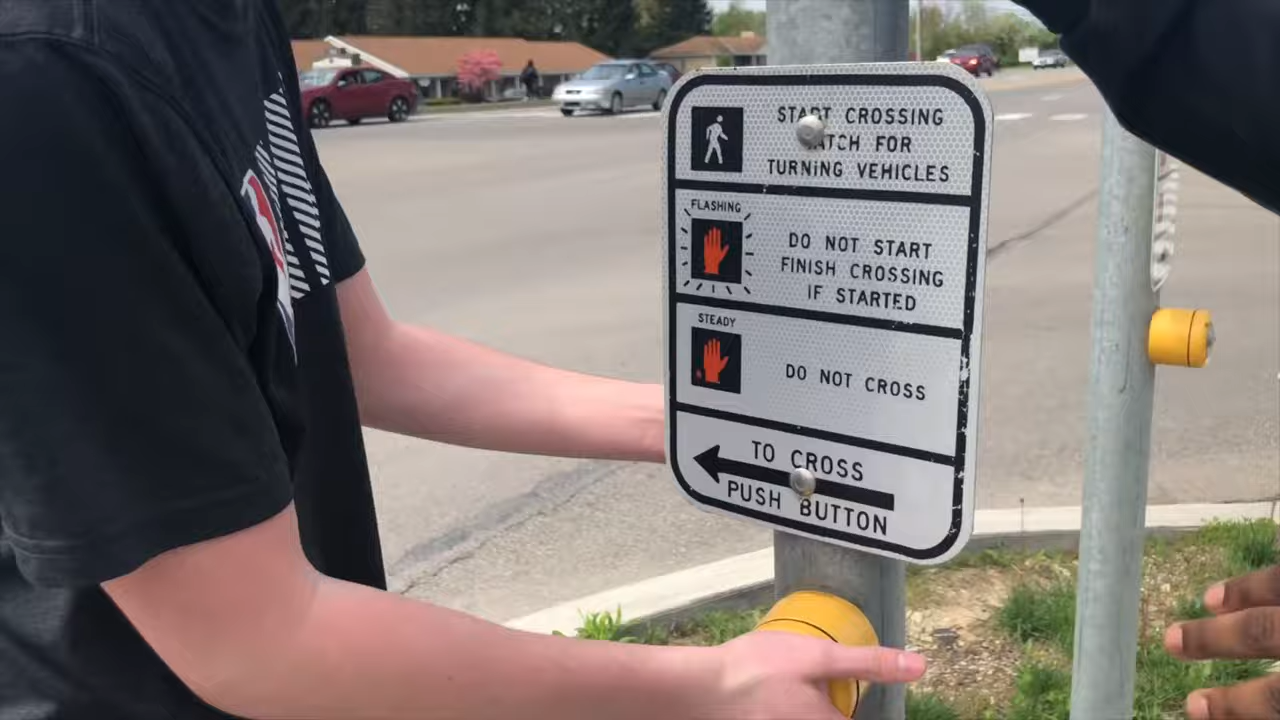 START CROSSING
ATCH FOR
TURNING VEHICLES
FLASHING
DO NOT START
FINISH CROSSING
IF STARTED
STEADY
DO NOT CROSS
TO CROSS
PUSH BUTTON